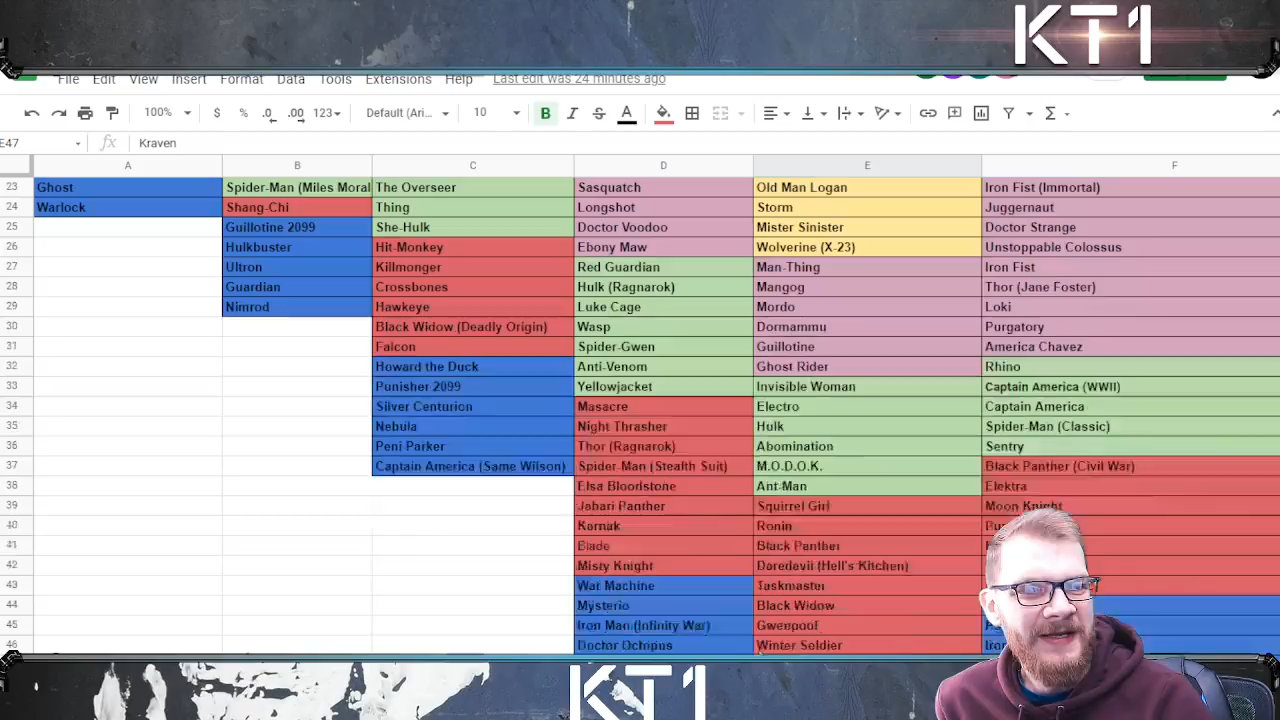 KT1
File Edit View Insert Format Data Tools Extensions Help Last edit was 24 minutes ago
100% $ % .0 .00 123 Default (Ari... 10 B I S A
E47 fx Kraven
A B C D E F
23 Ghost Spider-Man (Miles Moral The Overseer Sasquatch Old Man Logan Iron Fist (Immortal)
24 Warlock Shang-Chi Thing Longshot Storm Juggernaut
25 Guillotine 2099 She-Hulk Doctor Voodoo Mister Sinister Doctor Strange
26 Hulkbuster Hit-Monkey Ebony Maw Wolverine (X-23) Unstoppable Colossus
27 Ultron Killmonger Red Guardian Man-Thing Iron Fist
28 Guardian Crossbones Hulk (Ragnarok) Mangog Thor (Jane Foster)
29 Nimrod Hawkeye Luke Cage Mordo Loki
30 Black Widow (Deadly Origin) Wasp Dormammu Purgatory
31 Falcon Spider-Gwen Guillotine America Chavez
32 Howard the Duck Anti-Venom Ghost Rider Rhino
33 Punisher 2099 Yellowjacket Invisible Woman Captain America (WWII)
34 Silver Centurion Masacre Electro Captain America
35 Nebula Night Thrasher Hulk Spider-Man (Classic)
36 Peni Parker Thor (Ragnarok) Abomination Sentry
37 Captain America (Same Wilson) Spider-Man (Stealth Suit) M.O.D.O.K. Black Panther (Civil War)
38 Elsa Bloodstone Ant-Man Elektra
39 Jabari Panther Squirrel Girl Moon Knight
40 Karnak Ronin
41 Blade Black Panther
42 Misty Knight Daredevil (Hell's Kitchen)
43 War Machine Taskmaster
44 Mysterio Black Widow
45 Iron Man (Infinity War) Gwenpool
46 Doctor Octopus Winter Soldier
KT1